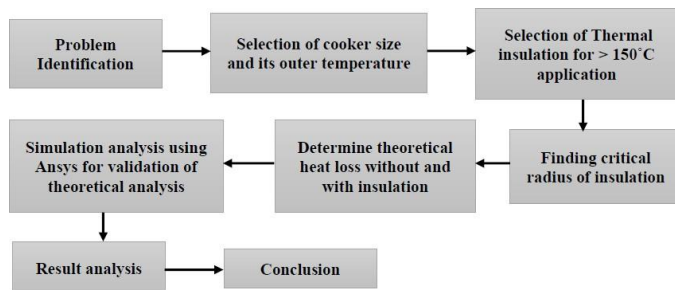 Problem
Identification
Selection of cooker size
and its outer temperature
Selection of Thermal
insulation for > 150˚C
application
Finding critical
radius of insulation
Determine theoretical
heat loss without and
with insulation
Simulation analysis using
Ansys for validation of
theoretical analysis
Result analysis
Conclusion